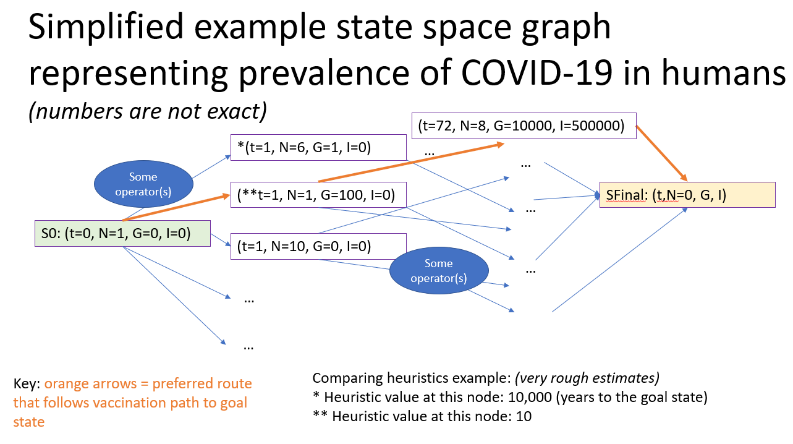 Simplified example state space graph
representing prevalence of COVID-19 in humans
(numbers are not exact)
(t=72, N=8, G=10000, I=500000)
*(t=1, N=6, G=1, I=0)
...
...
Some
operator(s)
(**t=1, N=1, G=100, I=0)
SFinal: (t,N=0, G, I)
...
S0: (t=0, N=1, G=0, I=0)
(t=1, N=10, G=0, I=0)
Some
operator(s)
...
...
...
Key: orange arrows = preferred route
that follows vaccination path to goal
state
Comparing heuristics example: (very rough estimates)
* Heuristic value at this node: 10,000 (years to the goal state)
** Heuristic value at this node: 10